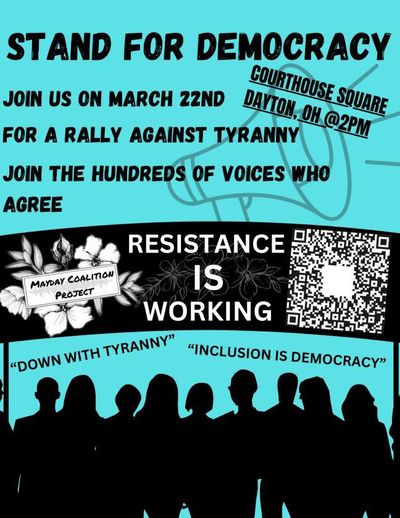 STAND FOR DEMOCRACY
COURTHOUSE SQUARE
DAYTON, OH @2PM
JOIN US ON MARCH 22ND
FOR A RALLY AGAINST TYRANNY
JOIN THE HUNDREDS OF VOICES WHO
AGREE
MAYDAY COALITION
PROJECT
RESISTANCE
IS
WORKING
“DOWN WITH TYRANNY”
“INCLUSION IS DEMOCRACY”